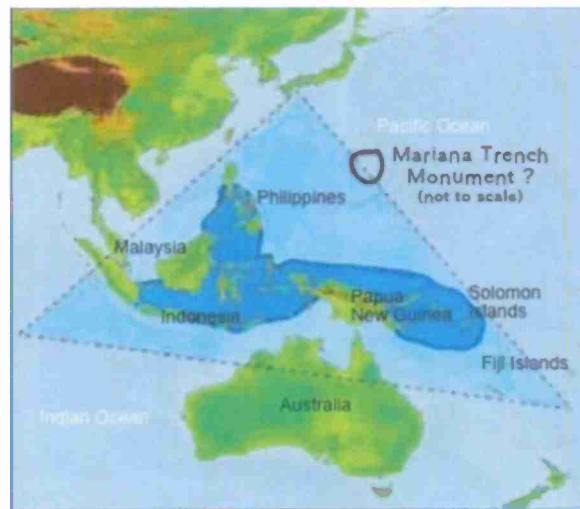 Pacific Ocean
Mariana Trench
Monument ?
(not to scale)
Philippines
Malaysia
Indonesia
Papua
New Guinea
Solomon
Islands
Fiji Islands
Australia
Indian Ocean